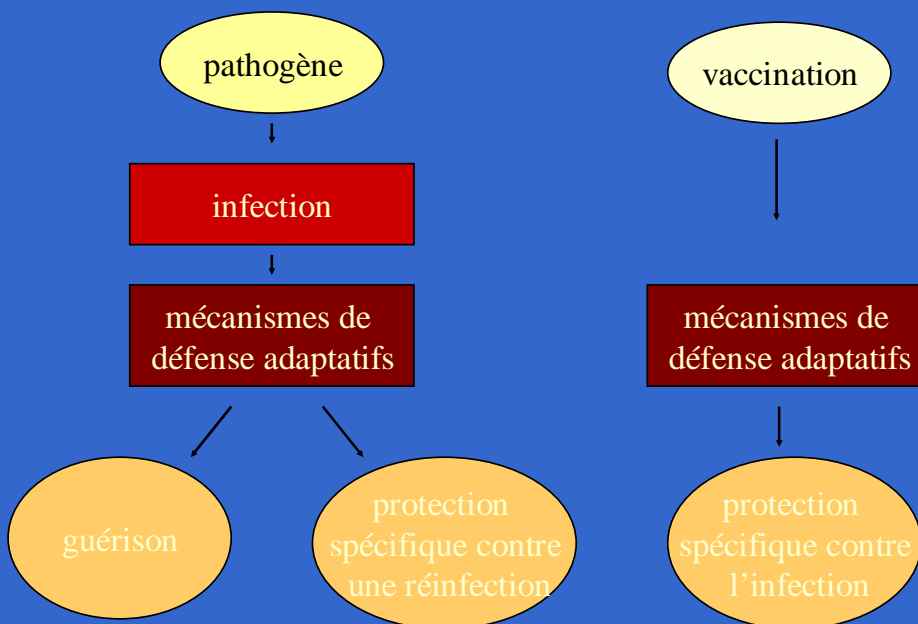 pathogène
infection
mécanismes de
défense adaptatifs
guérison
protection
spécifique contre
une réinfection
vaccination
mécanismes de
défense adaptatifs
protection
spécifique contre
l’infection